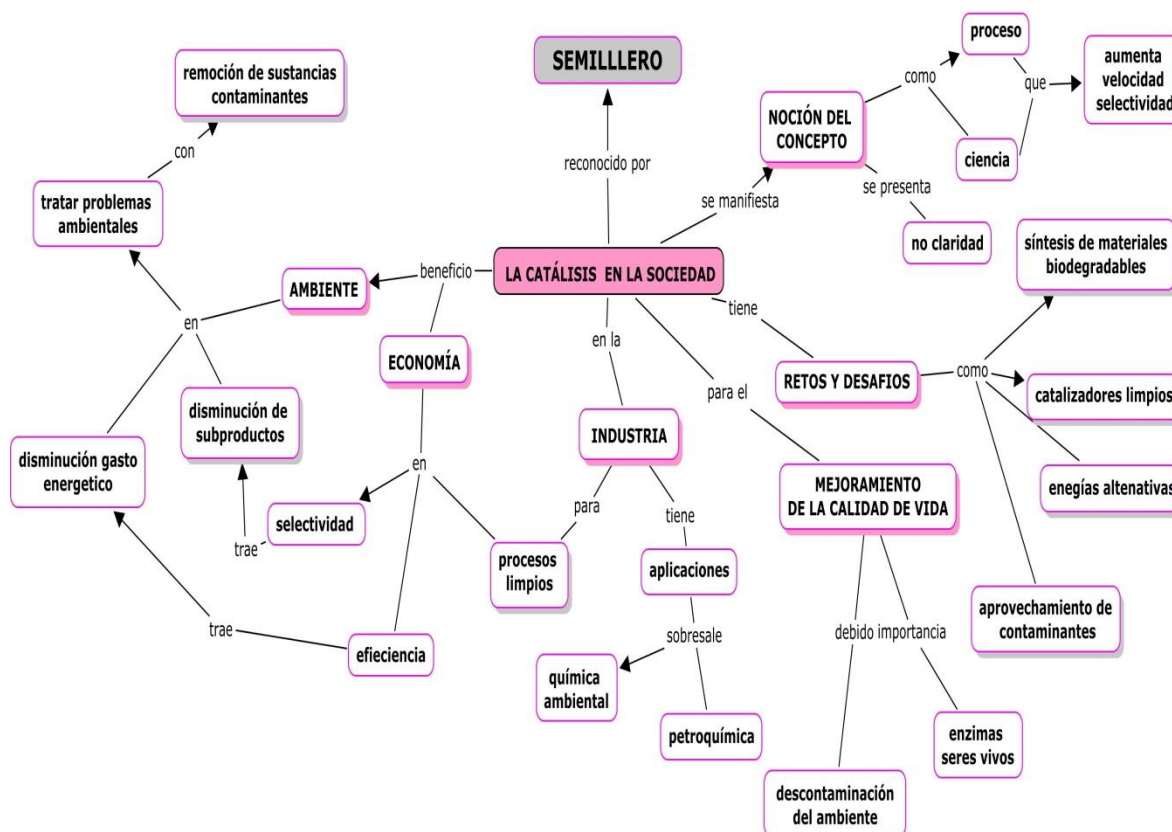 SEMILLLERO
reconocido por
LA CATÁLISIS EN LA SOCIEDAD
se manifiesta
NOCIÓN DEL
CONCEPTO
como
proceso
ciencia
que
aumenta
velocidad
selectividad
se presenta
no claridad
beneficio
AMBIENTE
en
tratar problemas
ambientales
con
remoción de sustancias
contaminantes
disminución de
subproductos
disminución gasto
energetico
ECONOMÍA
en
selectividad
trae
efieciencia
trae
procesos
limpios
en la
INDUSTRIA
para
tiene
aplicaciones
sobresale
química
ambiental
petroquímica
para el
MEJORAMIENTO
DE LA CALIDAD DE VIDA
debido importancia
descontaminación
del ambiente
enzimas
seres vivos
tiene
RETOS Y DESAFIOS
como
síntesis de materiales
biodegradables
catalizadores limpios
enegías altenativas
aprovechamiento de
contaminantes